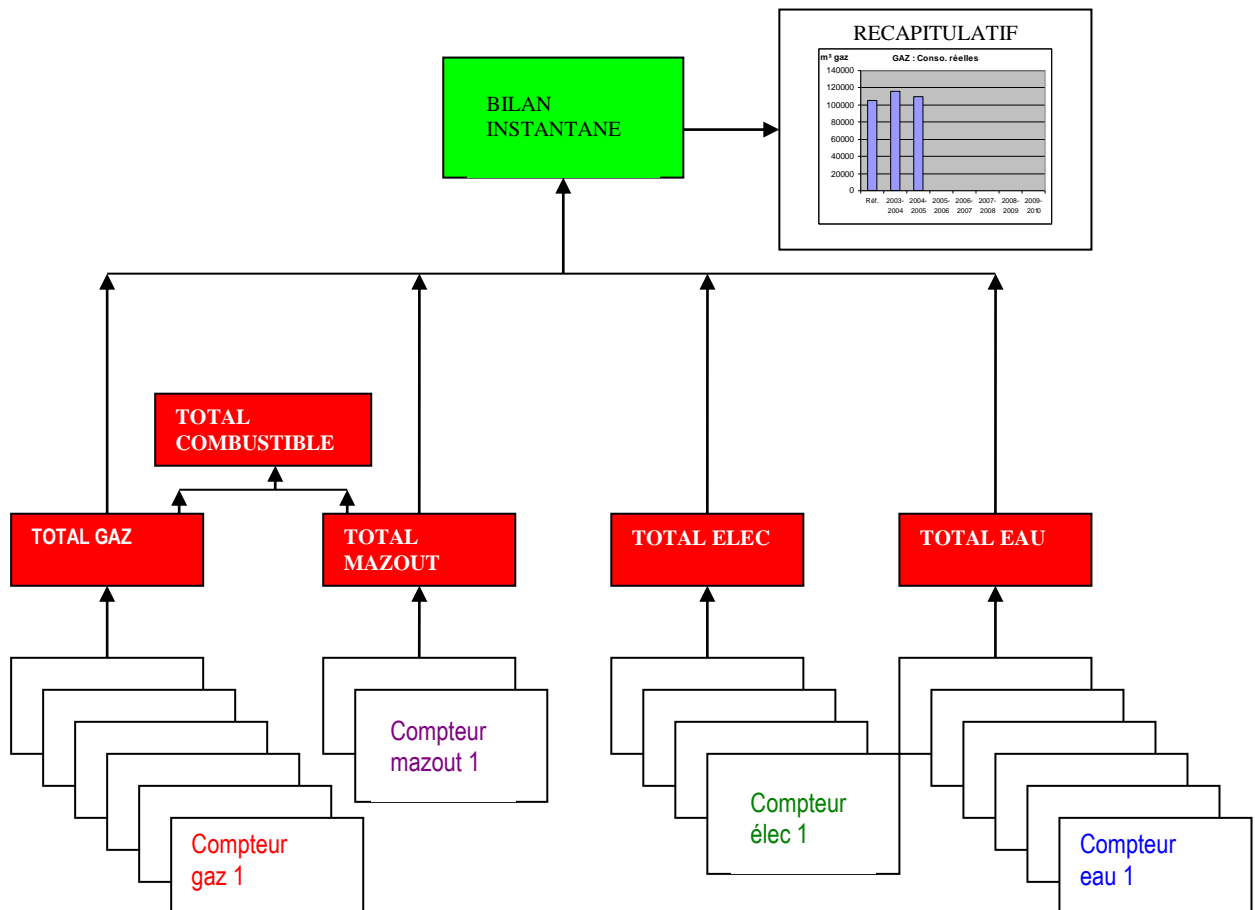 RECAPITULATIF
m³ gaz GAZ : Conso. réelles
140000
120000
100000
80000
60000
40000
20000
0
Réf. 2003- 2004- 2005- 2006- 2007- 2008- 2009-
2004 2005 2006 2007 2008 2009 2010
BILAN
INSTANTANE
TOTAL
COMBUSTIBLE
TOTAL GAZ
TOTAL
MAZOUT
TOTAL ELEC
TOTAL EAU
Compteur
mazout 1
Compteur
élec 1
Compteur
gaz 1
Compteur
eau 1